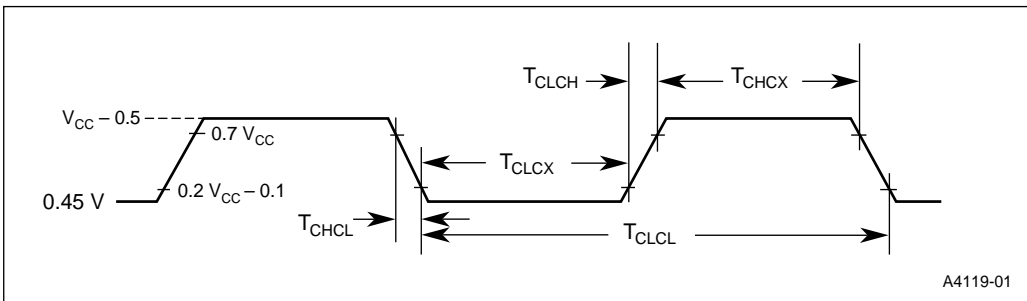 T_CLCH
T_CHCX
V_CC – 0.5
0.7 V_CC
T_CLCX
0.2 V_CC – 0.1
0.45 V
T_CHCL
T_CLCL
A4119-01